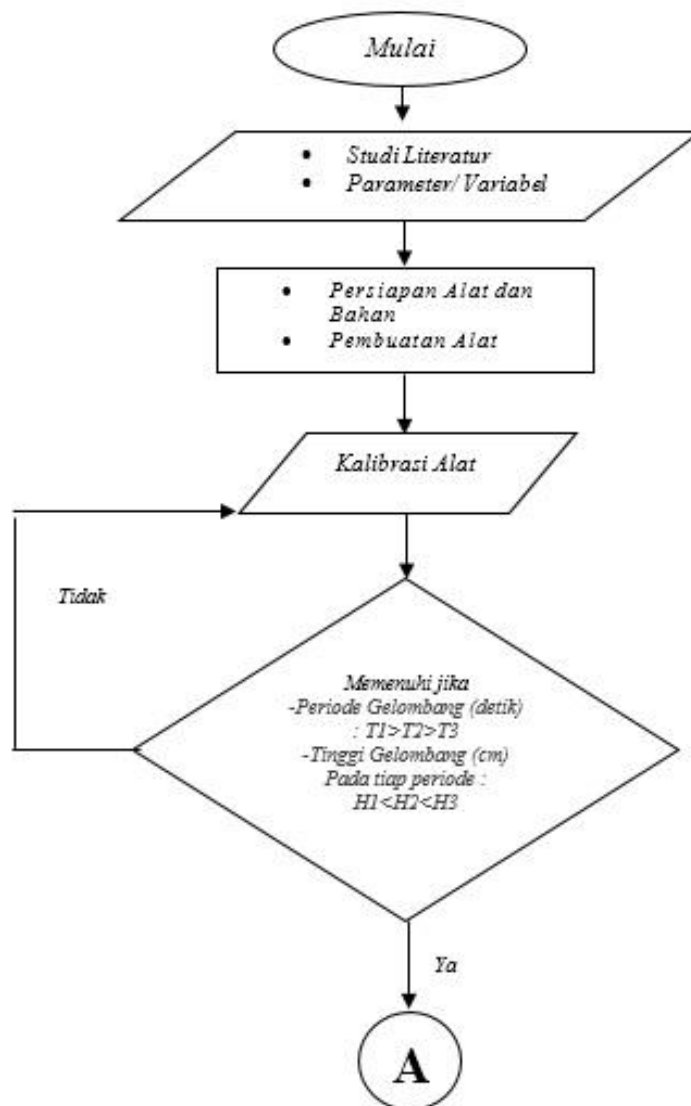 Mulai
• Studi Literatur
• Parameter/ Variabel
• Persiapan Alat dan
Bahan
• Pembuatan Alat
Kalibrasi Alat
Tidak
Memenuhi jika
-Periode Gelombang (detik)
: T1>T2>T3
-Tinggi Gelombang (cm)
Pada tiap periode :
H1<H2<H3
Ya
A